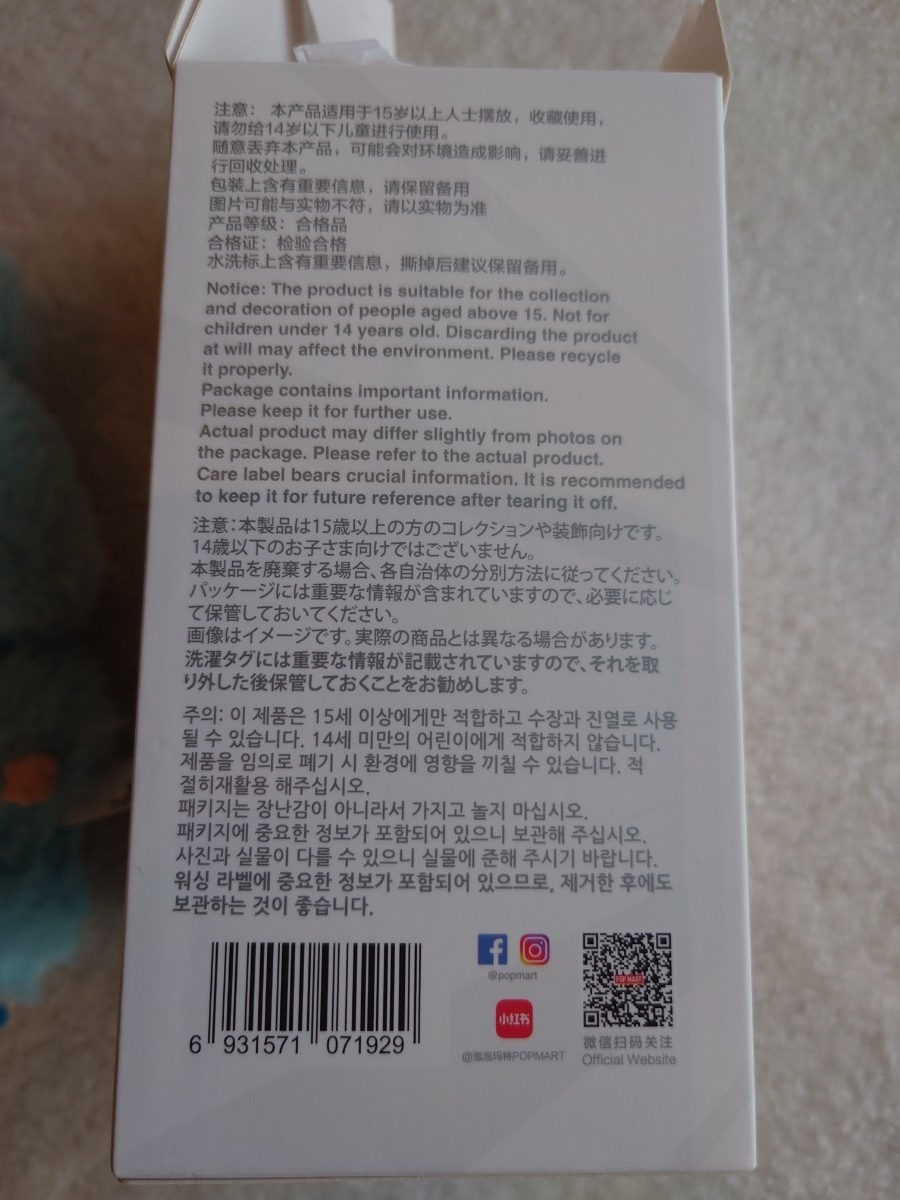 注意： 本产品适用于15岁以上人士摆放，收藏使用，
请勿给14岁以下儿童进行使用。
随意丢弃本产品，可能会对环境造成影响，请妥善进
行回收处理。
包装上含有重要信息，请保留备用
图片可能与实物不符，请以实物为准
产品等级：合格品
合格证：检验合格
水洗标上含有重要信息，撕掉后建议保留备用。
Notice: The product is suitable for the collection
and decoration of people aged above 15. Not for
children under 14 years old. Discarding the product
at will may affect the environment. Please recycle
it properly.
Package contains important information.
Please keep it for further use.
Actual product may differ slightly from photos on
the package. Please refer to the actual product.
Care label bears crucial information. It is recommended
to keep it for future reference after tearing it off.
注意：本製品は15歳以上の方のコレクションや装飾向けです。
14歳以下のお子さま向けではございません。
本製品を廃棄する場合、各自治体の分別方法に従ってください。
パッケージには重要な情報が含まれていますので、必要に応じ
て保管しておいてください。
画像はイメージです。実際の商品とは異なる場合があります。
洗濯タグには重要な情報が記載されていますので、それを取
り外した後保管しておくことをお勧めします。
주의: 이 제품은 15세 이상에게만 적합하고 수장과 진열로 사용
될 수 있습니다. 14세 미만의 어린이에게 적합하지 않습니다.
제품을 임의로 폐기 시 환경에 영향을 끼칠 수 있습니다. 적
절히재활용 해주십시오.
패키지는 장난감이 아니라서 가지고 놀지 마십시오.
패키지에 중요한 정보가 포함되어 있으니 보관해 주십시오.
사진과 실물이 다를 수 있으니 실물에 준해 주시기 바랍니다.
워싱 라벨에 중요한 정보가 포함되어 있으므로, 제거한 후에도
보관하는 것이 좋습니다.
6 931571 071929
@popmart
小红书
@泡泡玛特POPMART
POP MART
微信扫码关注
Official Website